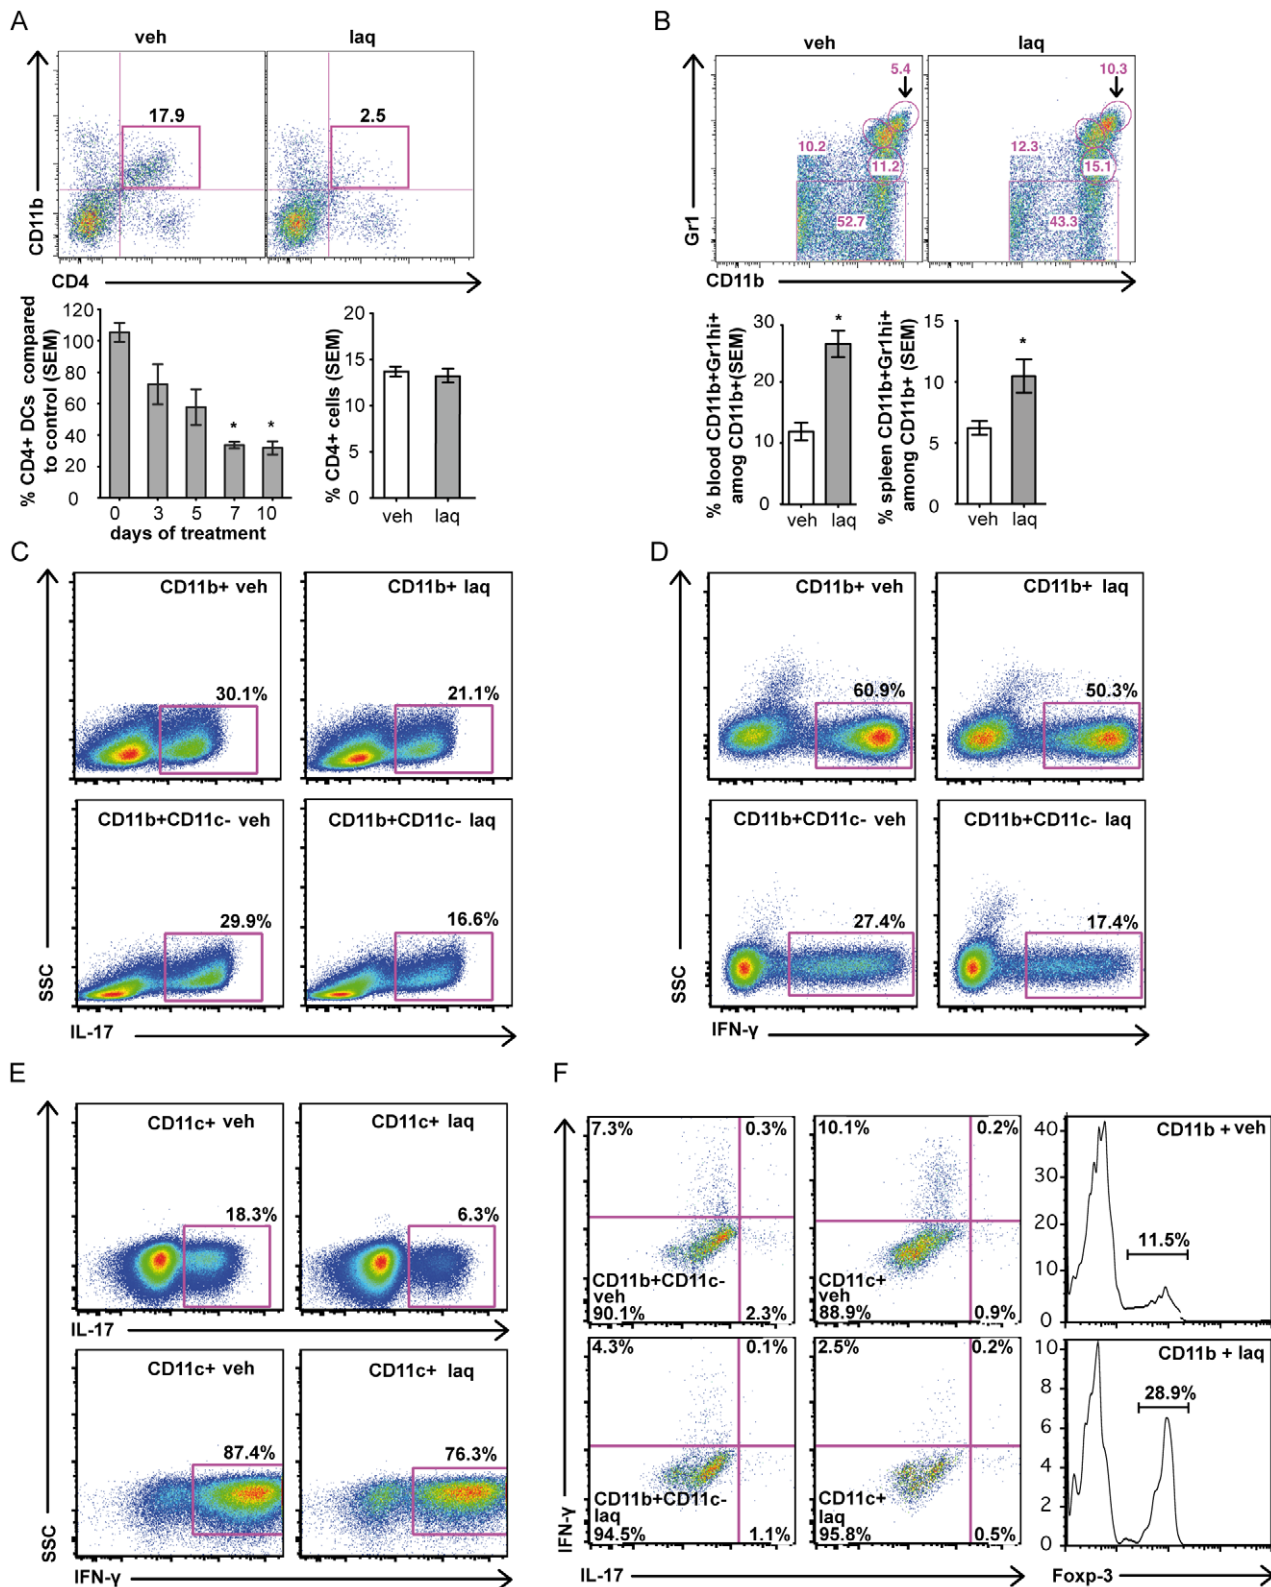 A
veh
laq
17.9
2.5
CD11b
CD4
% CD4+ DCs compared
to control (SEM)
120
100
80
60
40
20
0
*
*
0
3
5
7
10
days of treatment
% CD4+ cells (SEM)
20
15
10
5
0
veh
laq
B
veh
laq
5.4
10.3
10.2
11.2
52.7
12.3
15.1
43.3
Gr1
CD11b
% blood CD11b+Gr1hi+
amog CD11b+(SEM)
30
20
10
0
*
veh
laq
% spleen CD11b+Gr1hi+
among CD11b+ (SEM)
15
10
5
0
*
veh
laq
C
CD11b+ veh
30.1%
CD11b+ laq
21.1%
CD11b+CD11c- veh
29.9%
CD11b+CD11c- laq
16.6%
SSC
IL-17
D
CD11b+ veh
60.9%
CD11b+ laq
50.3%
CD11b+CD11c- veh
27.4%
CD11b+CD11c- laq
17.4%
SSC
IFN-γ
E
CD11c+ veh
18.3%
CD11c+ laq
6.3%
IL-17
CD11c+ veh
87.4%
CD11c+ laq
76.3%
SSC
IFN-γ
F
7.3%
0.3%
CD11b+CD11c-
veh
90.1%
2.3%
10.1%
0.2%
CD11c+
veh
88.9%
0.9%
40
30
20
10
0
CD11b + veh
11.5%
4.3%
0.1%
CD11b+CD11c-
laq
94.5%
1.1%
2.5%
0.2%
CD11c+
laq
95.8%
0.5%
10
8
6
4
2
0
CD11b + laq
28.9%
IFN-γ
IL-17
Foxp-3